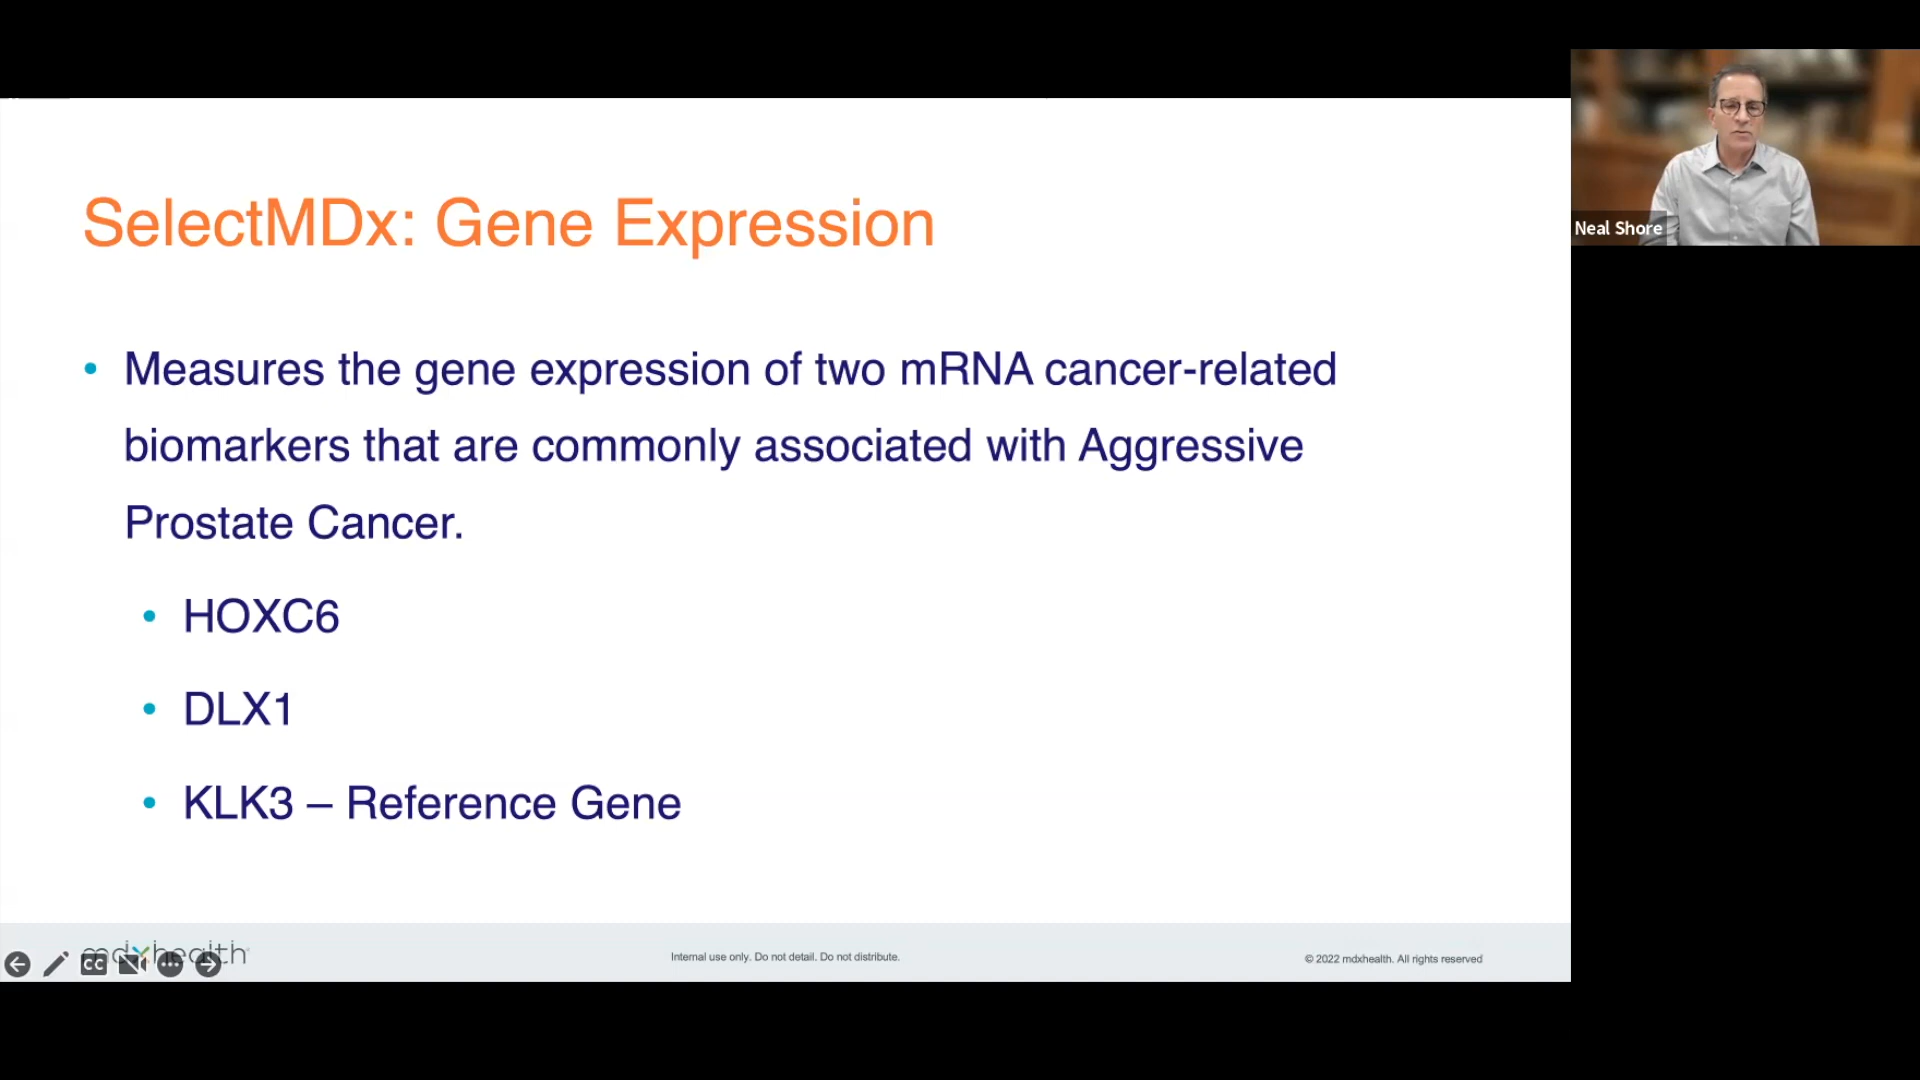 SelectMDx: Gene Expression
Measures the gene expression of two mRNA cancer-related
biomarkers that are commonly associated with Aggressive
Prostate Cancer.
HOXC6
DLX1
KLK3 – Reference Gene
Neal Shore
mdxhealth
CC
Internal use only. Do not detail. Do not distribute.
© 2022 mdxhealth. All rights reserved